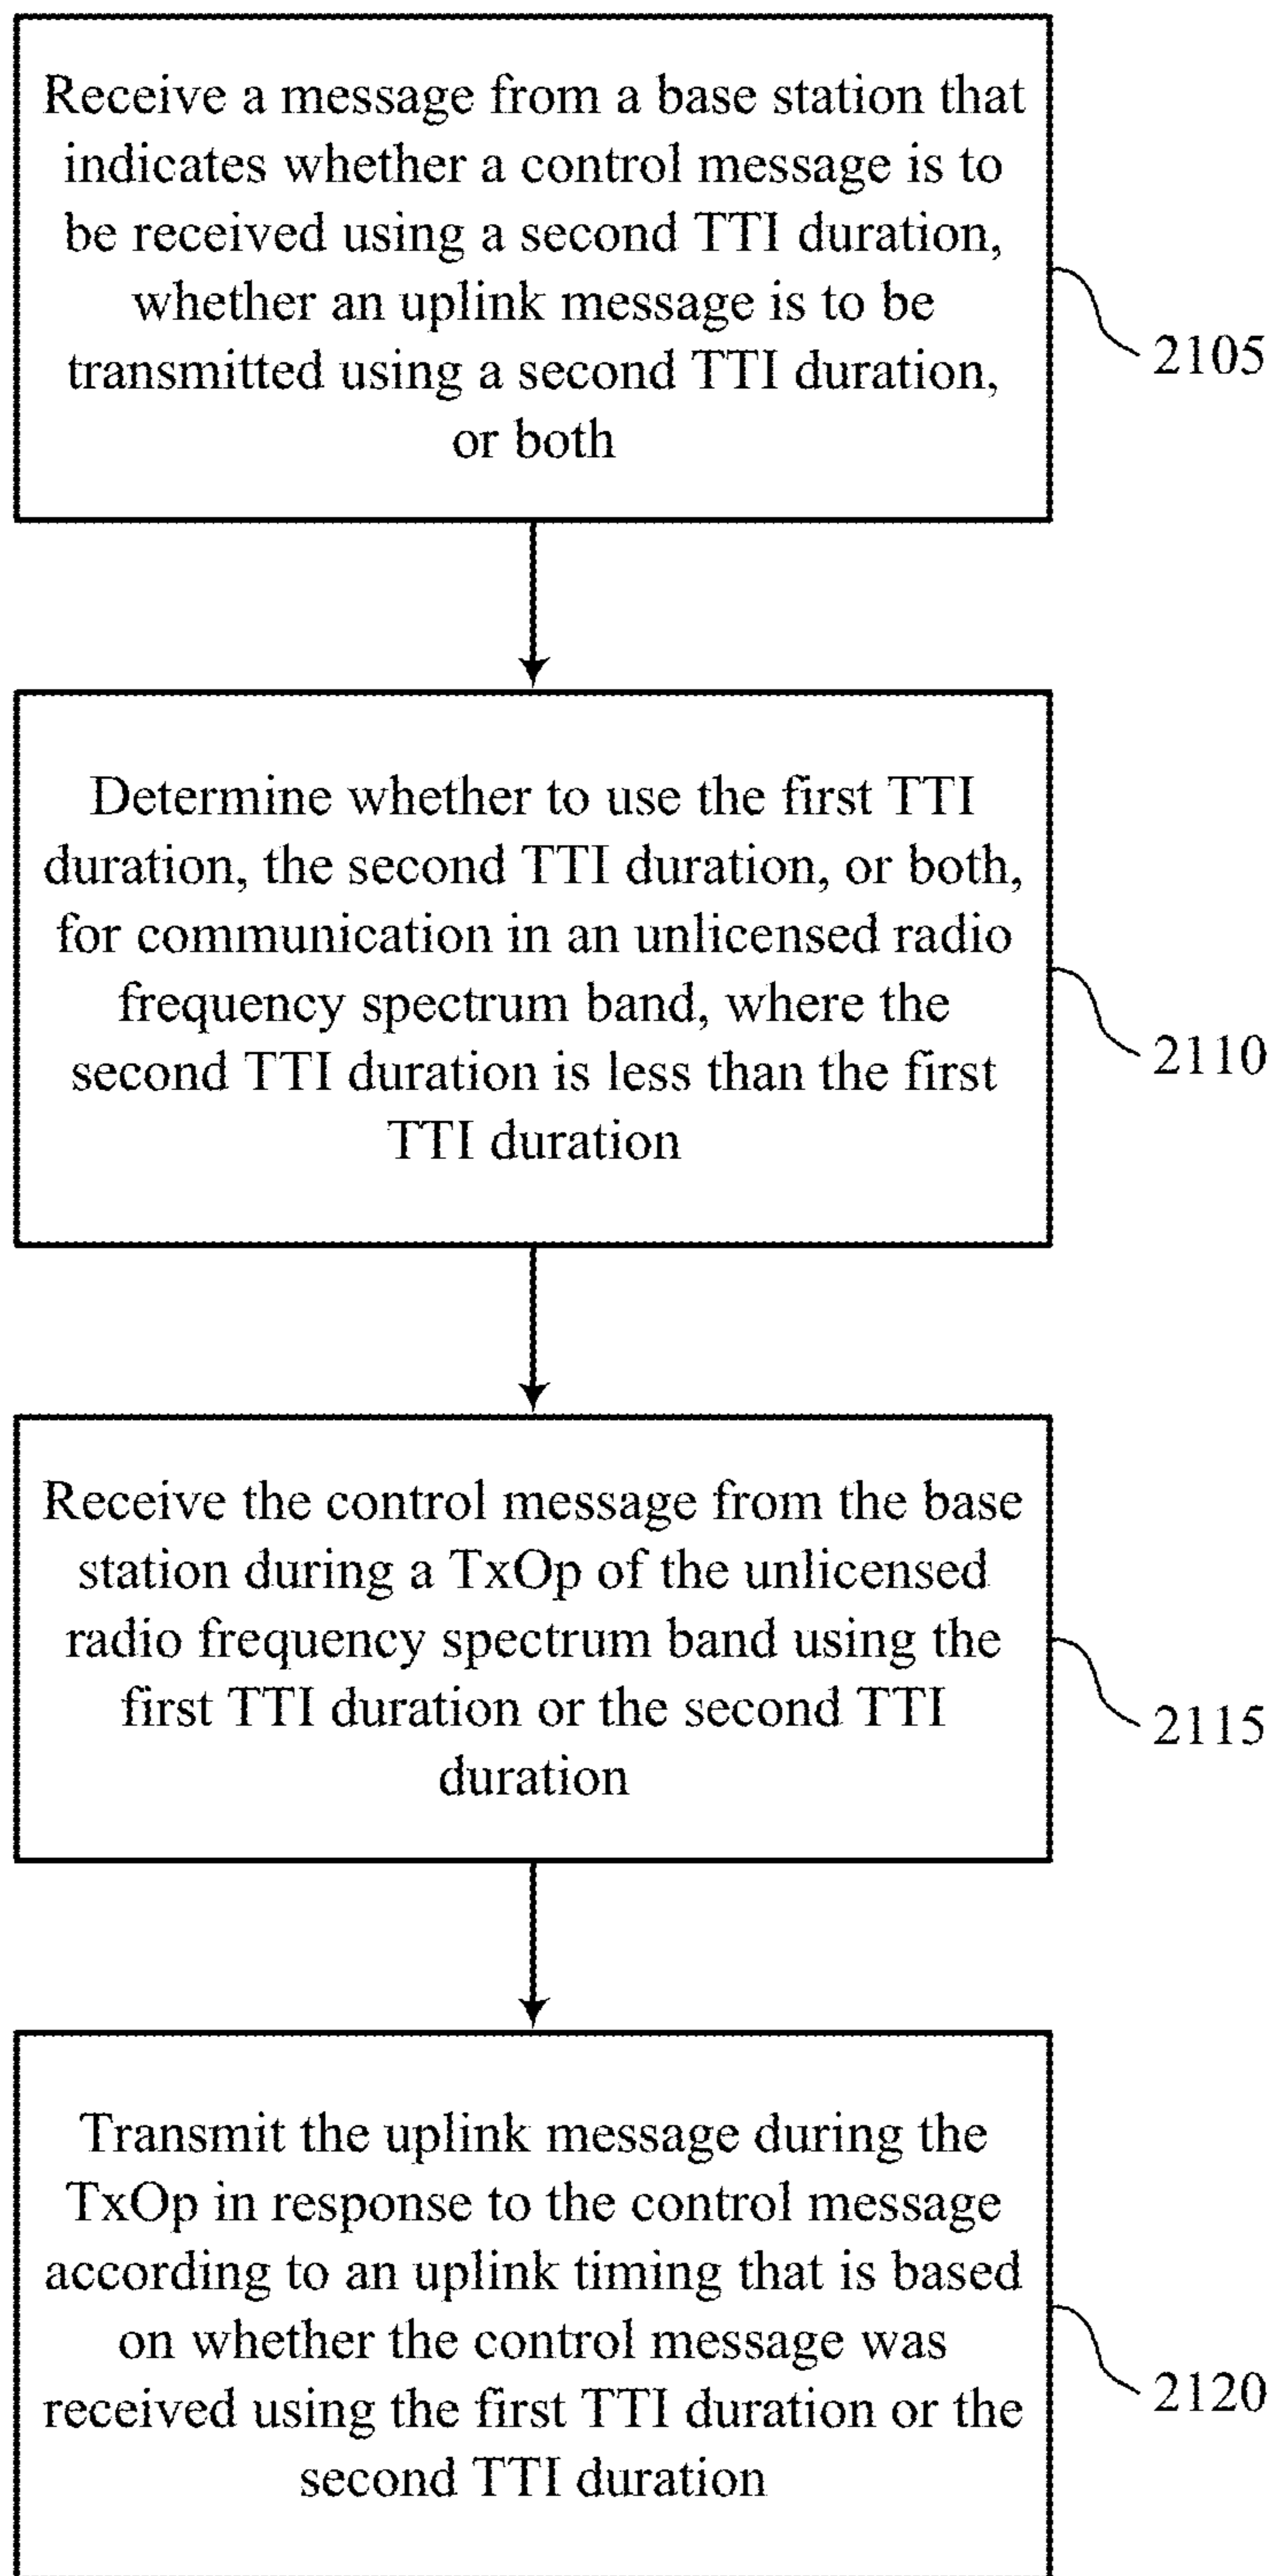 Receive a message from a base station that
indicates whether a control message is to
be received using a second TTI duration,
whether an uplink message is to be
transmitted using a second TTI duration,
or both
2105
Determine whether to use the first TTI
duration, the second TTI duration, or both,
for communication in an unlicensed radio
frequency spectrum band, where the
second TTI duration is less than the first
TTI duration
2110
Receive the control message from the base
station during a TxOp of the unlicensed
radio frequency spectrum band using the
first TTI duration or the second TTI
duration
2115
Transmit the uplink message during the
TxOp in response to the control message
according to an uplink timing that is based
on whether the control message was
received using the first TTI duration or the
second TTI duration
2120